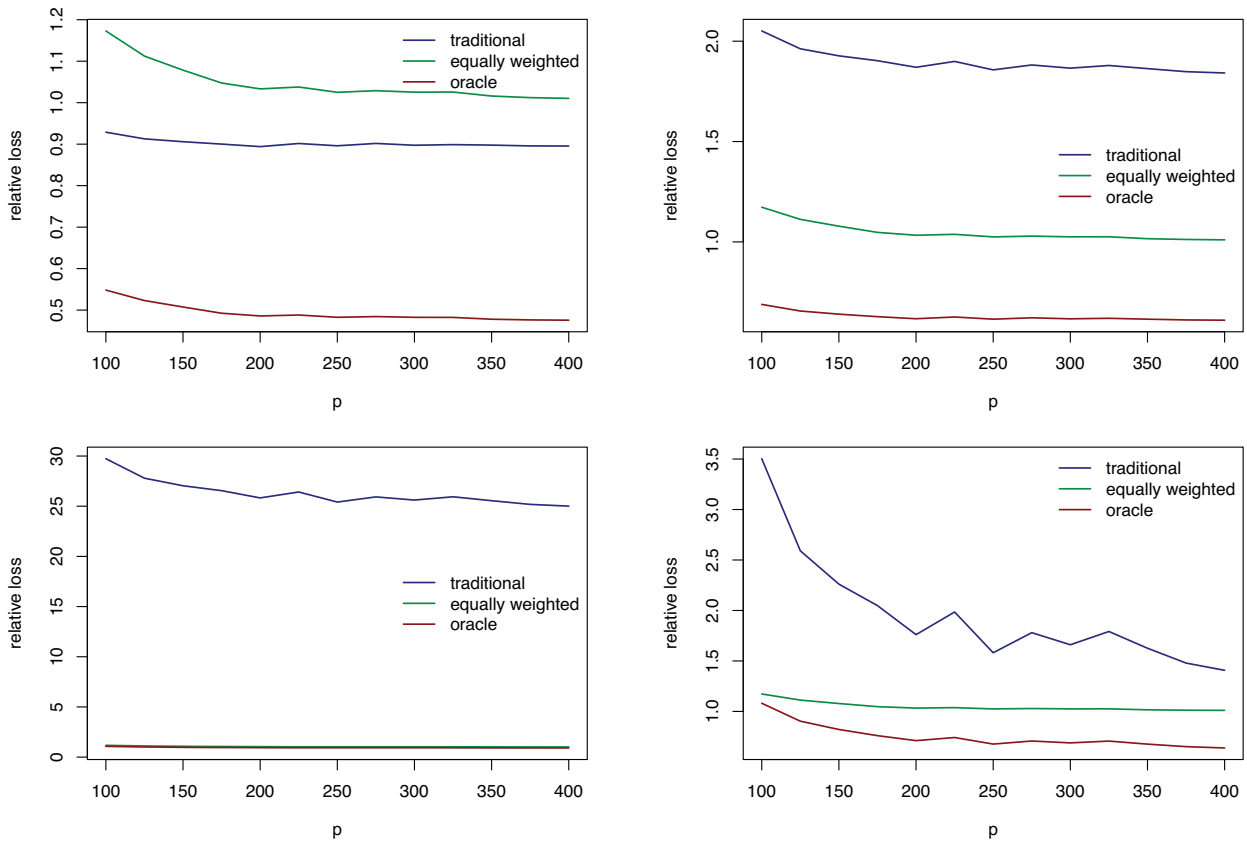 relative loss
1.2
1.1
1.0
0.9
0.8
0.7
0.6
0.5
traditional
equally weighted
oracle
100 150 200 250 300 350 400
p
relative loss
2.0
1.5
1.0
traditional
equally weighted
oracle
100 150 200 250 300 350 400
p
relative loss
30
25
20
15
10
5
0
traditional
equally weighted
oracle
100 150 200 250 300 350 400
p
relative loss
3.5
3.0
2.5
2.0
1.5
1.0
traditional
equally weighted
oracle
100 150 200 250 300 350 400
p